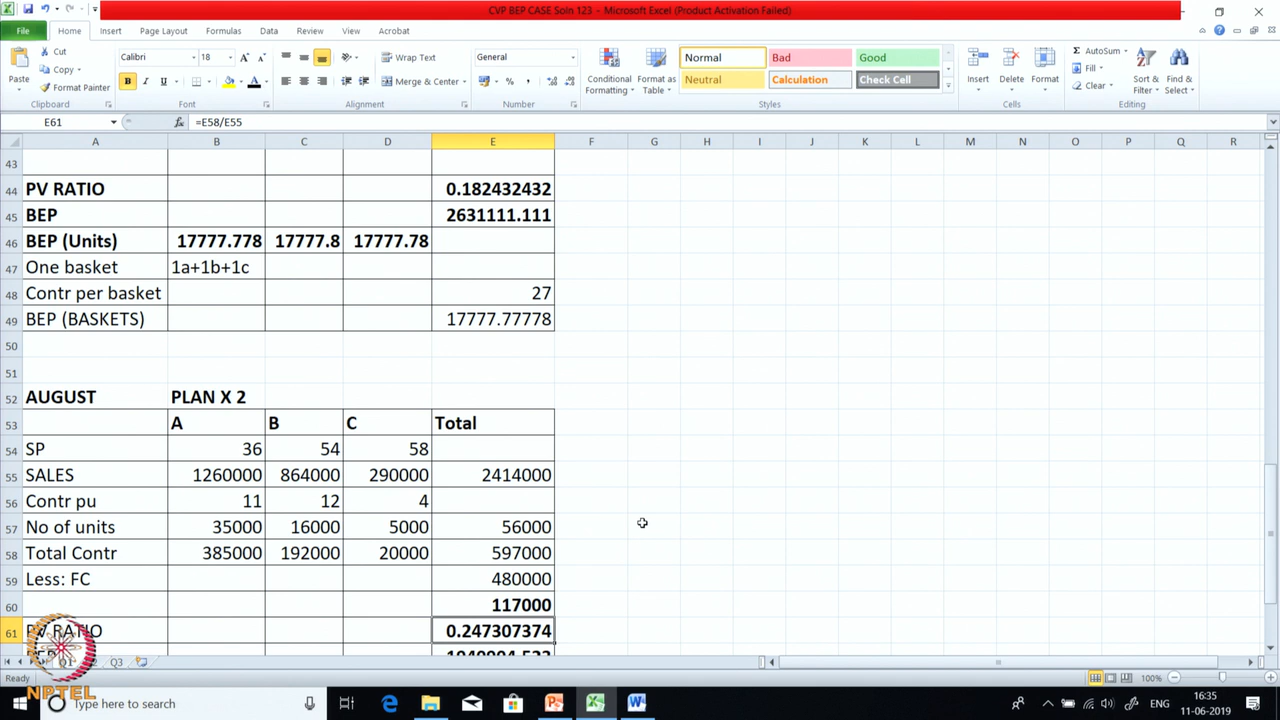 CVP BEP CASE Soln 123 – Microsoft Excel (Product Activation Failed)
File Home Insert Page Layout Formulas Data Review View Acrobat
Paste Cut Copy Format Painter Calibri 18 Wrap Text Merge & Center General Conditional Formatting Format as Table Normal Bad Good Neutral Calculation Check Cell Insert Delete Format AutoSum Fill Clear Sort & Filter Find & Select
Clipboard Font Alignment Number Styles Cells Editing
E61 fx =E58/E55
A B C D E F G H I J K L M N O P Q R
43
44 PV RATIO 0.182432432
45 BEP 2631111.111
46 BEP (Units) 17777.778 17777.8 17777.78
47 One basket 1a+1b+1c
48 Contr per basket 27
49 BEP (BASKETS) 17777.77778
50
51
52 AUGUST PLAN X 2
53 A B C Total
54 SP 36 54 58
55 SALES 1260000 864000 290000 2414000
56 Contr pu 11 12 4
57 No of units 35000 16000 5000 56000
58 Total Contr 385000 192000 20000 597000
59 Less: FC 480000
60 117000
61 PV RATIO 0.247307374
Q3
Ready 100%
NPTEL
Type here to search ENG 16:35
11-06-2019